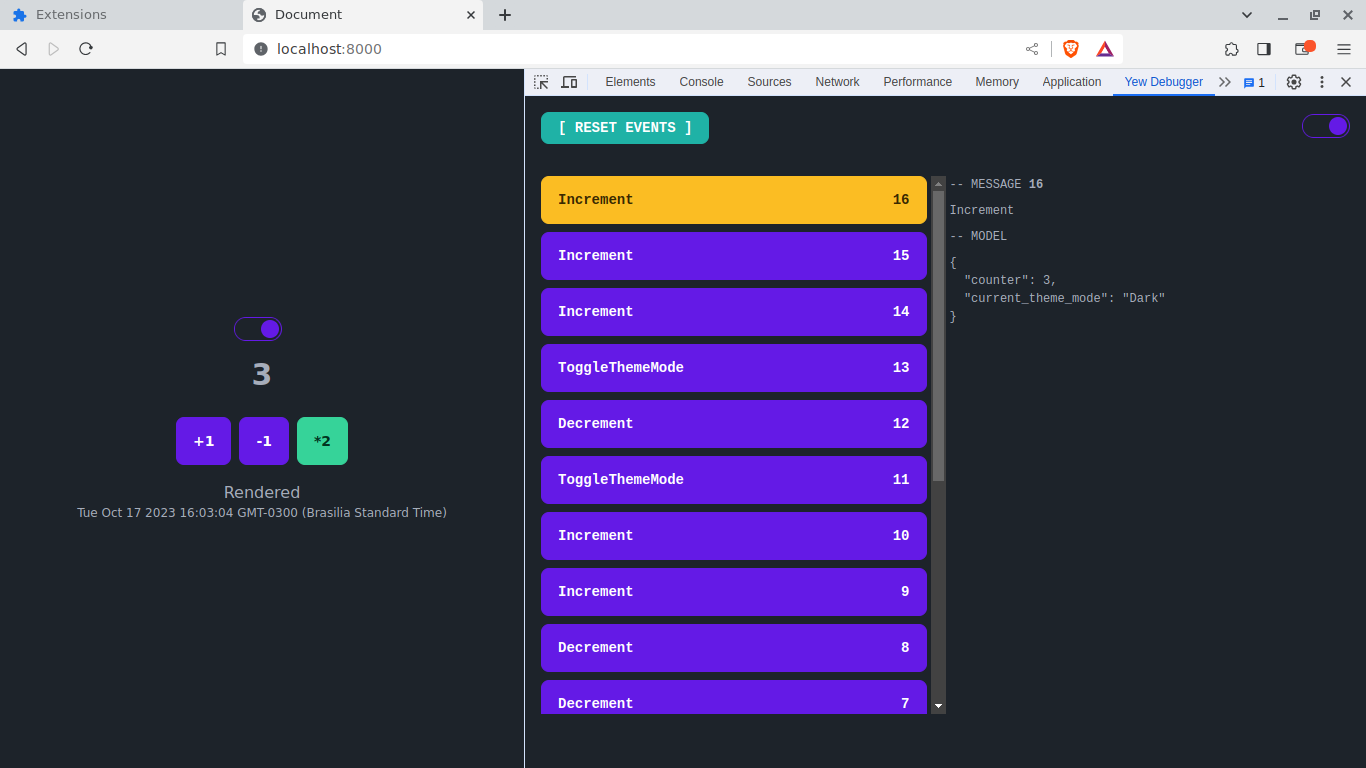 Extensions
Document
localhost:8000
Elements Console Sources Network Performance Memory Application Yew Debugger 1
[ RESET EVENTS ]
Increment 16
Increment 15
Increment 14
ToggleThemeMode 13
Decrement 12
ToggleThemeMode 11
Increment 10
Increment 9
Decrement 8
Decrement 7
-- MESSAGE 16
Increment
-- MODEL
{
"counter": 3,
"current_theme_mode": "Dark"
}
3
+1 -1 *2
Rendered
Tue Oct 17 2023 16:03:04 GMT-0300 (Brasilia Standard Time)